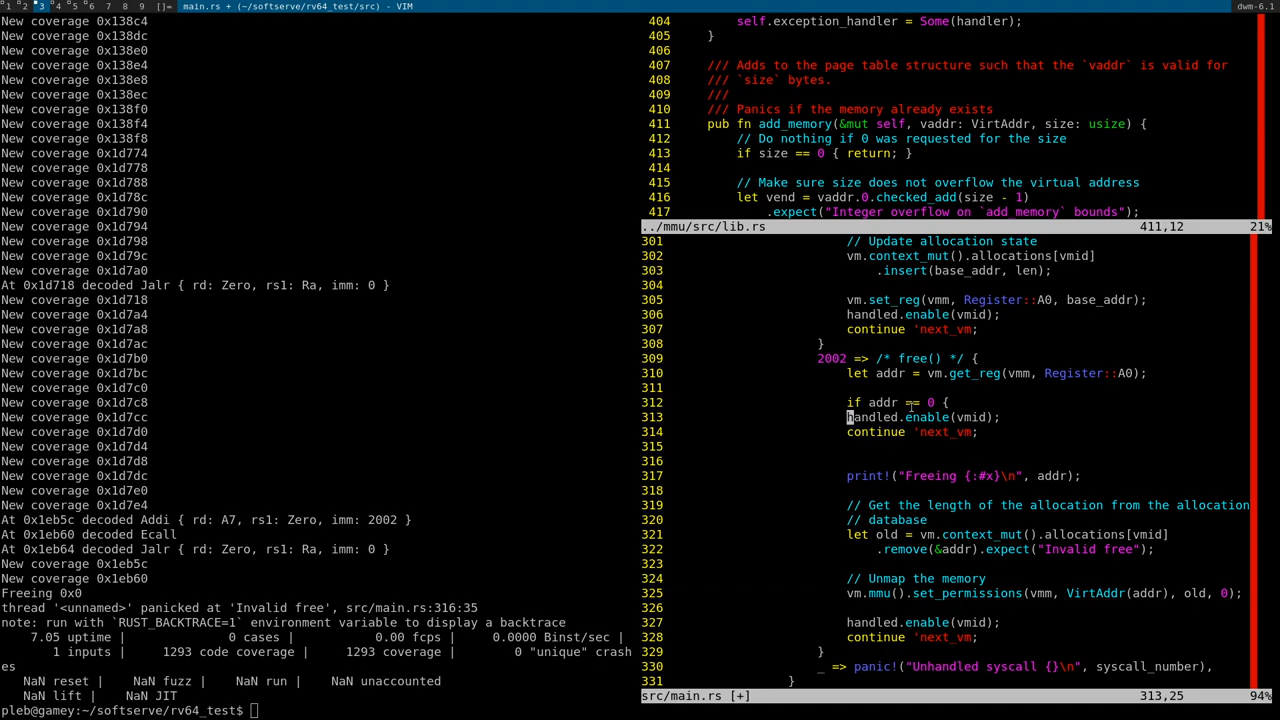 1 2 3 4 5 6 7 8 9 []= main.rs + (~/softserve/rv64_test/src) - VIM dwm-6.1
New coverage 0x138c4
New coverage 0x138dc
New coverage 0x138e0
New coverage 0x138e4
New coverage 0x138e8
New coverage 0x138ec
New coverage 0x138f0
New coverage 0x138f4
New coverage 0x138f8
New coverage 0x1d774
New coverage 0x1d778
New coverage 0x1d788
New coverage 0x1d78c
New coverage 0x1d790
New coverage 0x1d794
New coverage 0x1d798
New coverage 0x1d79c
New coverage 0x1d7a0
At 0x1d718 decoded Jalr { rd: Zero, rs1: Ra, imm: 0 }
New coverage 0x1d718
New coverage 0x1d7a4
New coverage 0x1d7a8
New coverage 0x1d7ac
New coverage 0x1d7b0
New coverage 0x1d7bc
New coverage 0x1d7c0
New coverage 0x1d7c8
New coverage 0x1d7cc
New coverage 0x1d7d0
New coverage 0x1d7d4
New coverage 0x1d7d8
New coverage 0x1d7dc
New coverage 0x1d7e0
New coverage 0x1d7e4
At 0x1eb5c decoded Addi { rd: A7, rs1: Zero, imm: 2002 }
At 0x1eb60 decoded Ecall
At 0x1eb64 decoded Jalr { rd: Zero, rs1: Ra, imm: 0 }
New coverage 0x1eb5c
New coverage 0x1eb60
Freeing 0x0
thread '<unnamed>' panicked at 'Invalid free', src/main.rs:316:35
note: run with `RUST_BACKTRACE=1` environment variable to display a backtrace
7.05 uptime | 0 cases | 0.00 fcps | 0.0000 Binst/sec |
1 inputs | 1293 code coverage | 1293 coverage | 0 "unique" crash
es
NaN reset | NaN fuzz | NaN run | NaN unaccounted
NaN lift | NaN JIT
pleb@gamey:~/softserve/rv64_test$
404 self.exception_handler = Some(handler);
405 }
406
407 /// Adds to the page table structure such that the `vaddr` is valid for
408 /// `size` bytes.
409 ///
410 /// Panics if the memory already exists
411 pub fn add_memory(&mut self, vaddr: VirtAddr, size: usize) {
412 // Do nothing if 0 was requested for the size
413 if size == 0 { return; }
414
415 // Make sure size does not overflow the virtual address
416 let vend = vaddr.0.checked_add(size - 1)
417 .expect("Integer overflow on `add_memory` bounds");
../mmu/src/lib.rs 411,12 21%
301 // Update allocation state
302 vm.context_mut().allocations[vmid]
303 .insert(base_addr, len);
304
305 vm.set_reg(vmm, Register::A0, base_addr);
306 handled.enable(vmid);
307 continue 'next_vm;
308 }
309 2002 => /* free() */ {
310 let addr = vm.get_reg(vmm, Register::A0);
311
312 if addr == 0 {
313 handled.enable(vmid);
314 continue 'next_vm;
315
316
317 print!("Freeing {:#x}\n", addr);
318
319 // Get the length of the allocation from the allocation
320 // database
321 let old = vm.context_mut().allocations[vmid]
322 .remove(&addr).expect("Invalid free");
323
324 // Unmap the memory
325 vm.mmu().set_permissions(vmm, VirtAddr(addr), old, 0);
326
327 handled.enable(vmid);
328 continue 'next_vm;
329 }
330 _ => panic!("Unhandled syscall {}\n", syscall_number),
331 }
src/main.rs [+] 313,25 94%